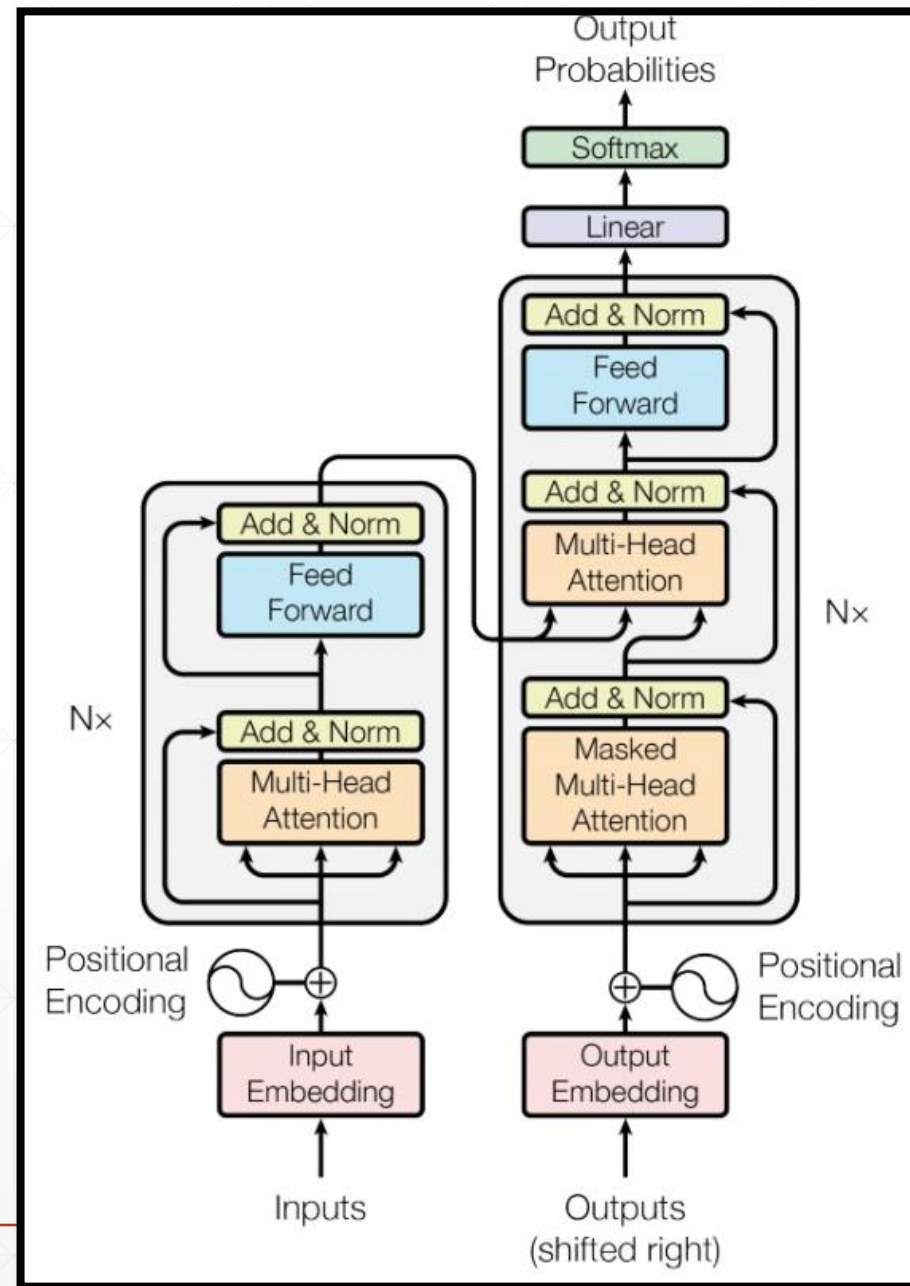 Output
Probabilities
Softmax
Linear
Add & Norm
Feed
Forward
Add & Norm
Multi-Head
Attention
Add & Norm
Masked
Multi-Head
Attention
Nx
Positional
Encoding
Output
Embedding
Outputs
(shifted right)
Add & Norm
Feed
Forward
Add & Norm
Multi-Head
Attention
Nx
Positional
Encoding
Input
Embedding
Inputs